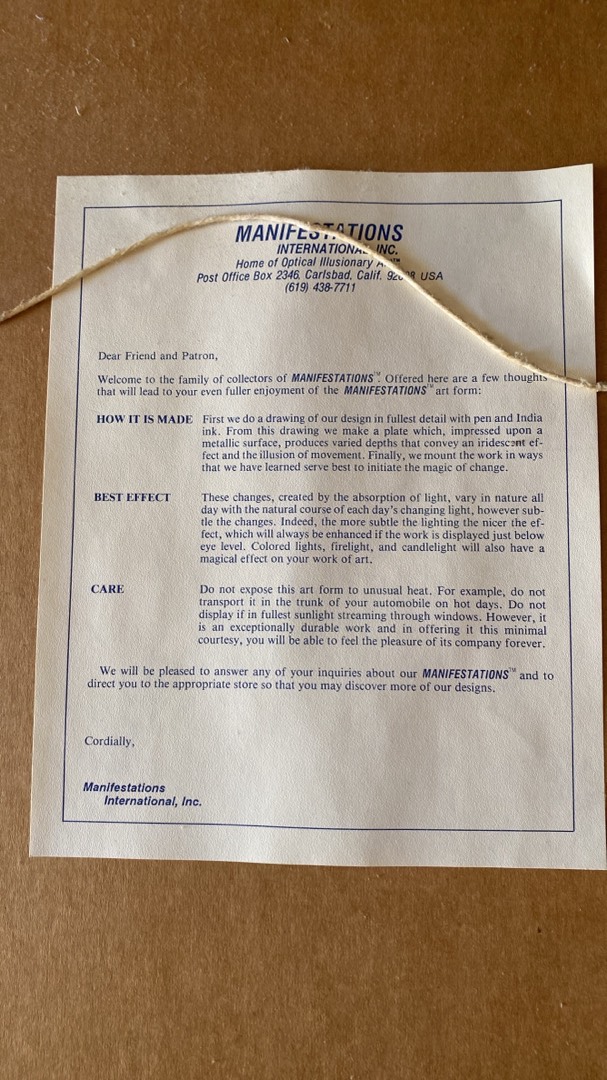 MANIFESTATIONS
INTERNATIONAL, INC.
Home of Optical Illusionary
Post Office Box 2346, Carlsbad, Calif. USA
(619) 438-7711
Dear Friend and Patron,
Welcome to the family of collectors of MANIFESTATIONS™. Offered here are a few thoughts
that will lead to your even fuller enjoyment of the MANIFESTATIONS™ art form:
HOW IT IS MADE First we do a drawing of our design in fullest detail with pen and India
ink. From this drawing we make a plate which, impressed upon a
metallic surface, produces varied depths that convey an iridescent ef-
fect and the illusion of movement. Finally, we mount the work in ways
that we have learned serve best to initiate the magic of change.
BEST EFFECT These changes, created by the absorption of light, vary in nature all
day with the natural course of each day's changing light, however sub-
tle the changes. Indeed, the more subtle the lighting the nicer the ef-
fect, which will always be enhanced if the work is displayed just below
eye level. Colored lights, firelight, and candlelight will also have a
magical effect on your work of art.
CARE Do not expose this art form to unusual heat. For example, do not
transport it in the trunk of your automobile on hot days. Do not
display if in fullest sunlight streaming through windows. However, it
is an exceptionally durable work and in offering it this minimal
courtesy, you will be able to feel the pleasure of its company forever.
We will be pleased to answer any of your inquiries about our MANIFESTATIONS™ and to
direct you to the appropriate store so that you may discover more of our designs.
Cordially,
Manifestations
International, Inc.